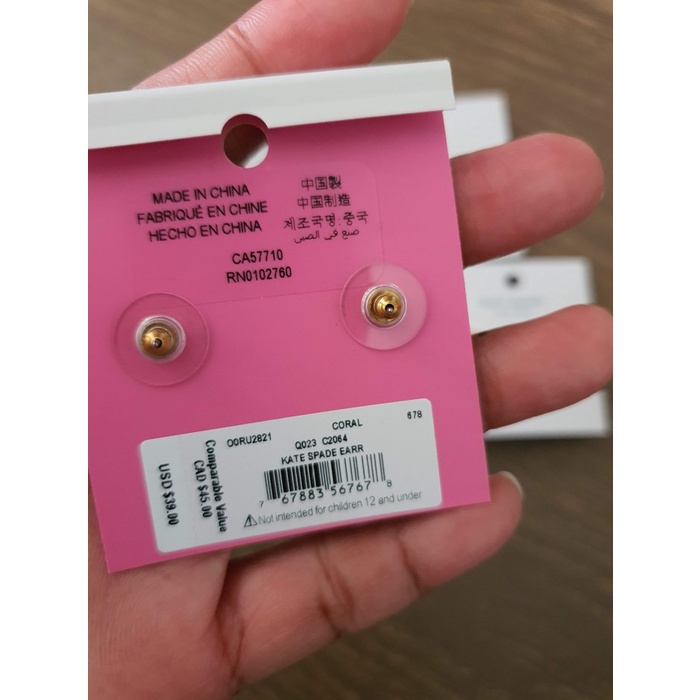 MADE IN CHINA
FABRIQUÉ EN CHINE
HECHO EN CHINA
中国製
中国制造
제조국명:중국
صنع في الصين
CA57710
RN0102760
CORAL
678
O0RU2821
Q023 C2064
KATE SPADE EARR
7 67883 56767 8
⚠Not intended for children 12 and under
Comparable Value
CAD $45.00
USD $39.00